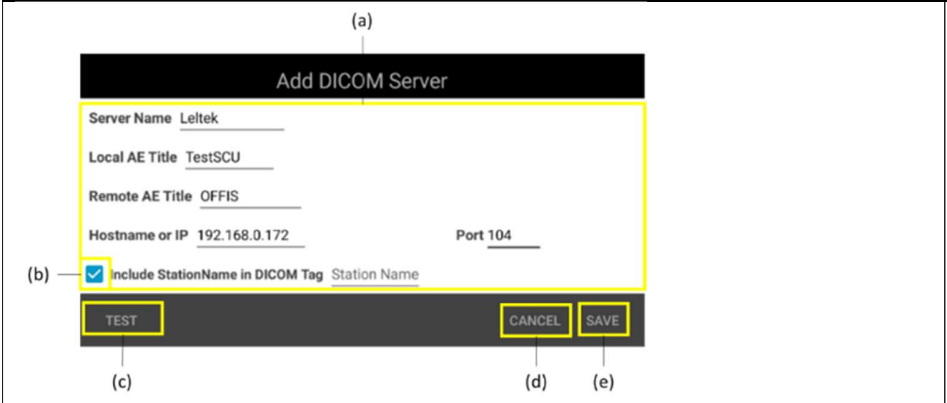 (a)
Add DICOM Server
Server Name Leltek
Local AE Title TestSCU
Remote AE Title OFFIS
Hostname or IP 192.168.0.172 Port 104
(b) Include StationName in DICOM Tag Station Name
TEST CANCEL SAVE
(c) (d) (e)